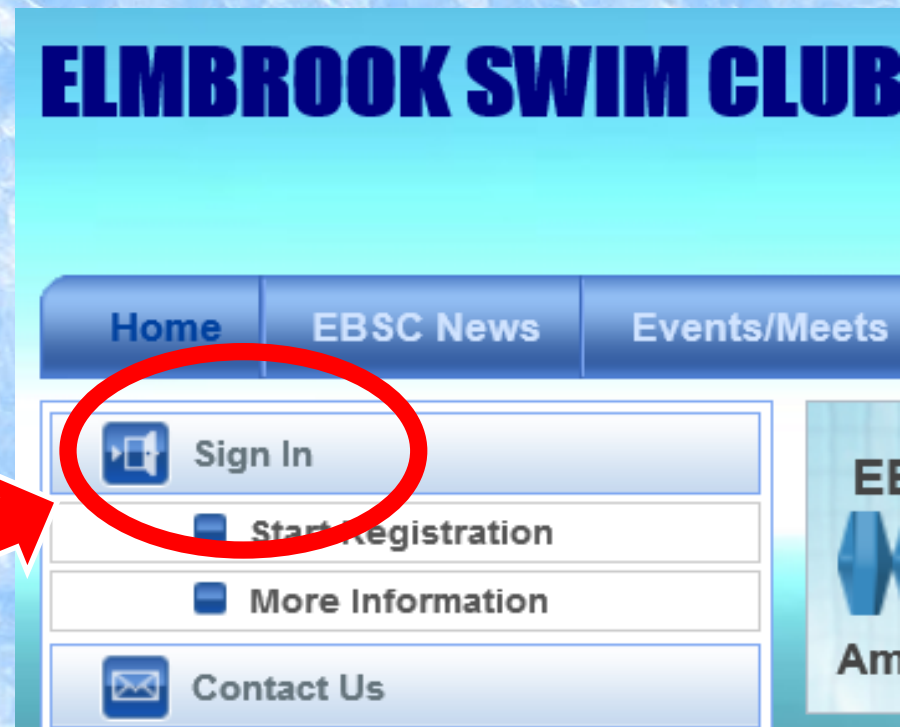 ELMBROOK SWIM CLUB
Home EBSC News Events/Meets
Sign In
Start Registration
More Information
Contact Us